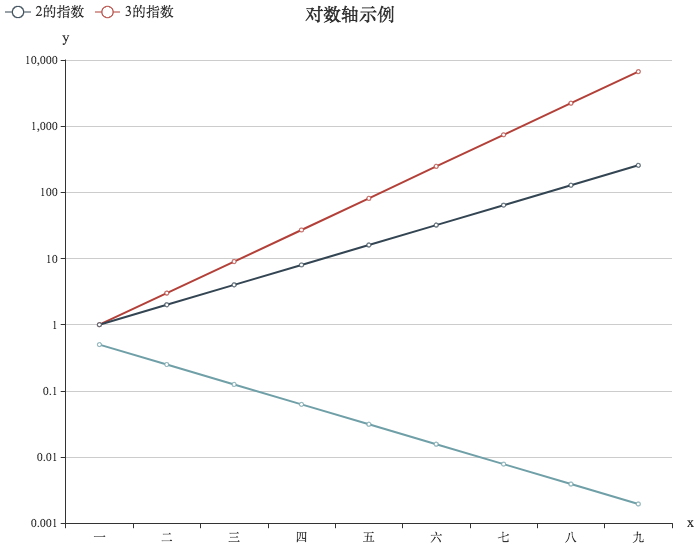 2的指数 3的指数
对数轴示例
y
10,000
1,000
100
10
1
0.1
0.01
0.001
一 二 三 四 五 六 七 八 九
x